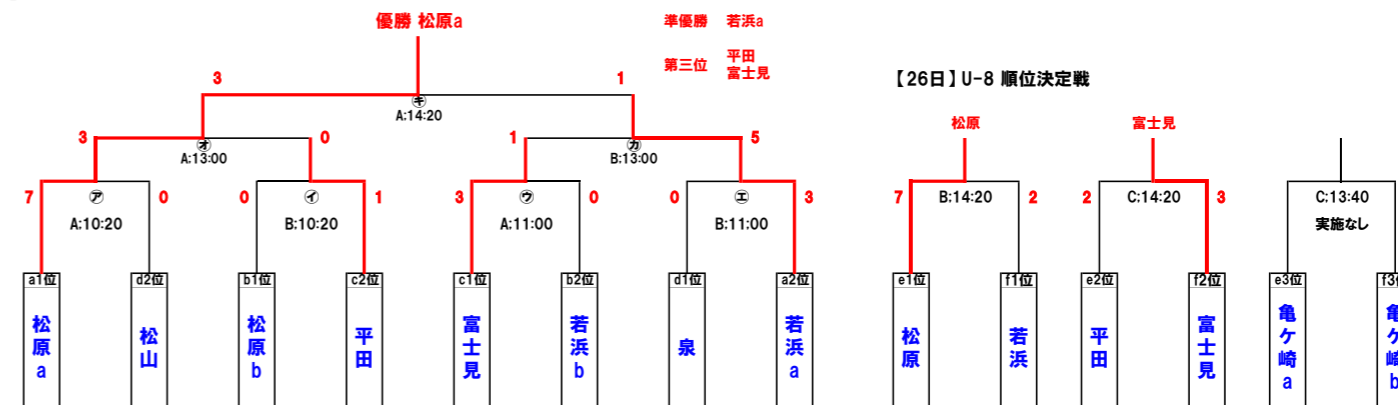 優勝 松原a
準優勝 若浜a
第三位 平田
富士見
【26日】U-8 順位決定戦
3 1
㋖
A:14:20
松原 富士見
3 0 1 5
㋔ ㋕
A:13:00 B:13:00
7 0 0 1 3 0 0 3
㋐ ㋑ ㋒ ㋓
A:10:20 B:10:20 A:11:00 B:11:00
7 B:14:20 2 2 C:14:20 3 C:13:40
実施なし
a1位 d2位 b1位 c2位 c1位 b2位 d1位 a2位 e1位 f1位 e2位 f2位 e3位
松原a
松山
松原b
平田
富士見
若浜b
泉
若浜a
松原
若浜
平田
富士見
亀ケ崎a